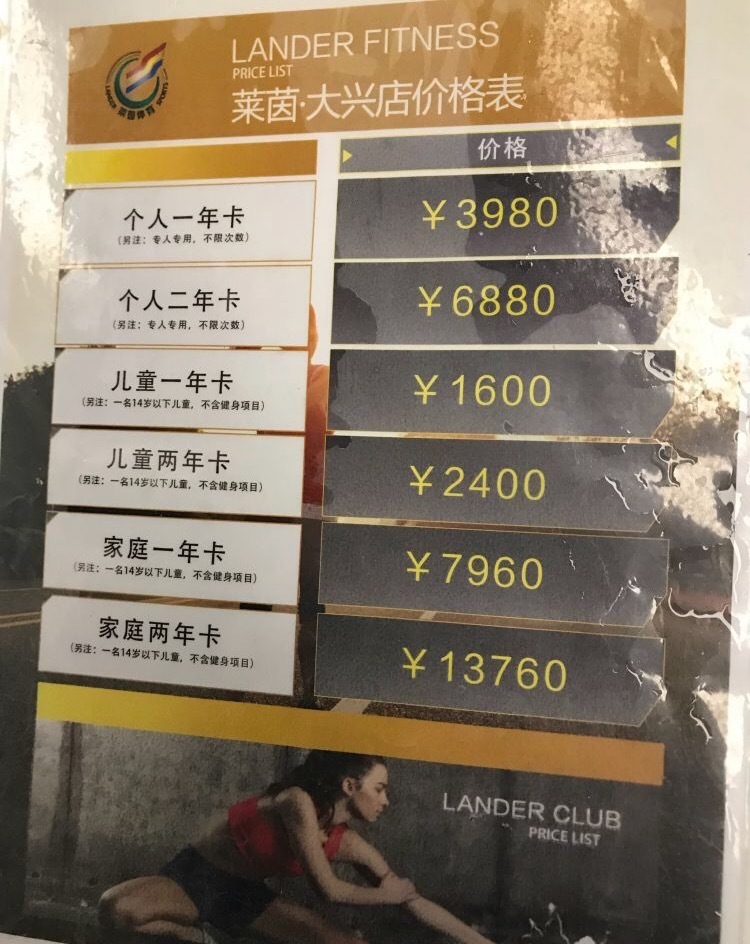 LANDER FITNESS
PRICE LIST
莱茵·大兴店价格表
LANDER 莱茵体育 SPORTS
价格
个人一年卡
（另注：专人专用，不限次数）
￥3980
个人二年卡
（另注：专人专用，不限次数）
￥6880
儿童一年卡
（另注：一名14岁以下儿童，不含健身项目）
￥1600
儿童两年卡
（另注：一名14岁以下儿童，不含健身项目）
￥2400
家庭一年卡
（另注：一名14岁以下儿童，不含健身项目）
￥7960
家庭两年卡
（另注：一名14岁以下儿童，不含健身项目）
￥13760
LANDER CLUB
PRICE LIST